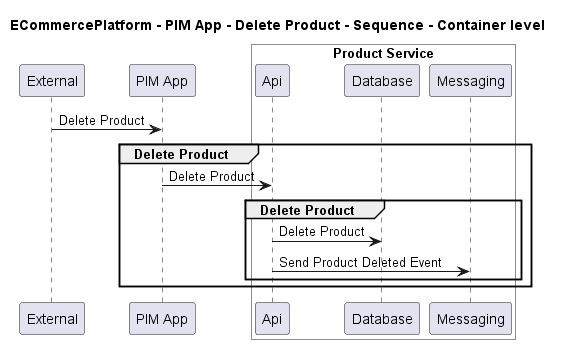 ECommercePlatform - PIM App - Delete Product - Sequence - Container level
Product Service
External PIM App Api Database Messaging
Delete Product
Delete Product
Delete Product
Delete Product
Delete Product
Send Product Deleted Event
External PIM App Api Database Messaging